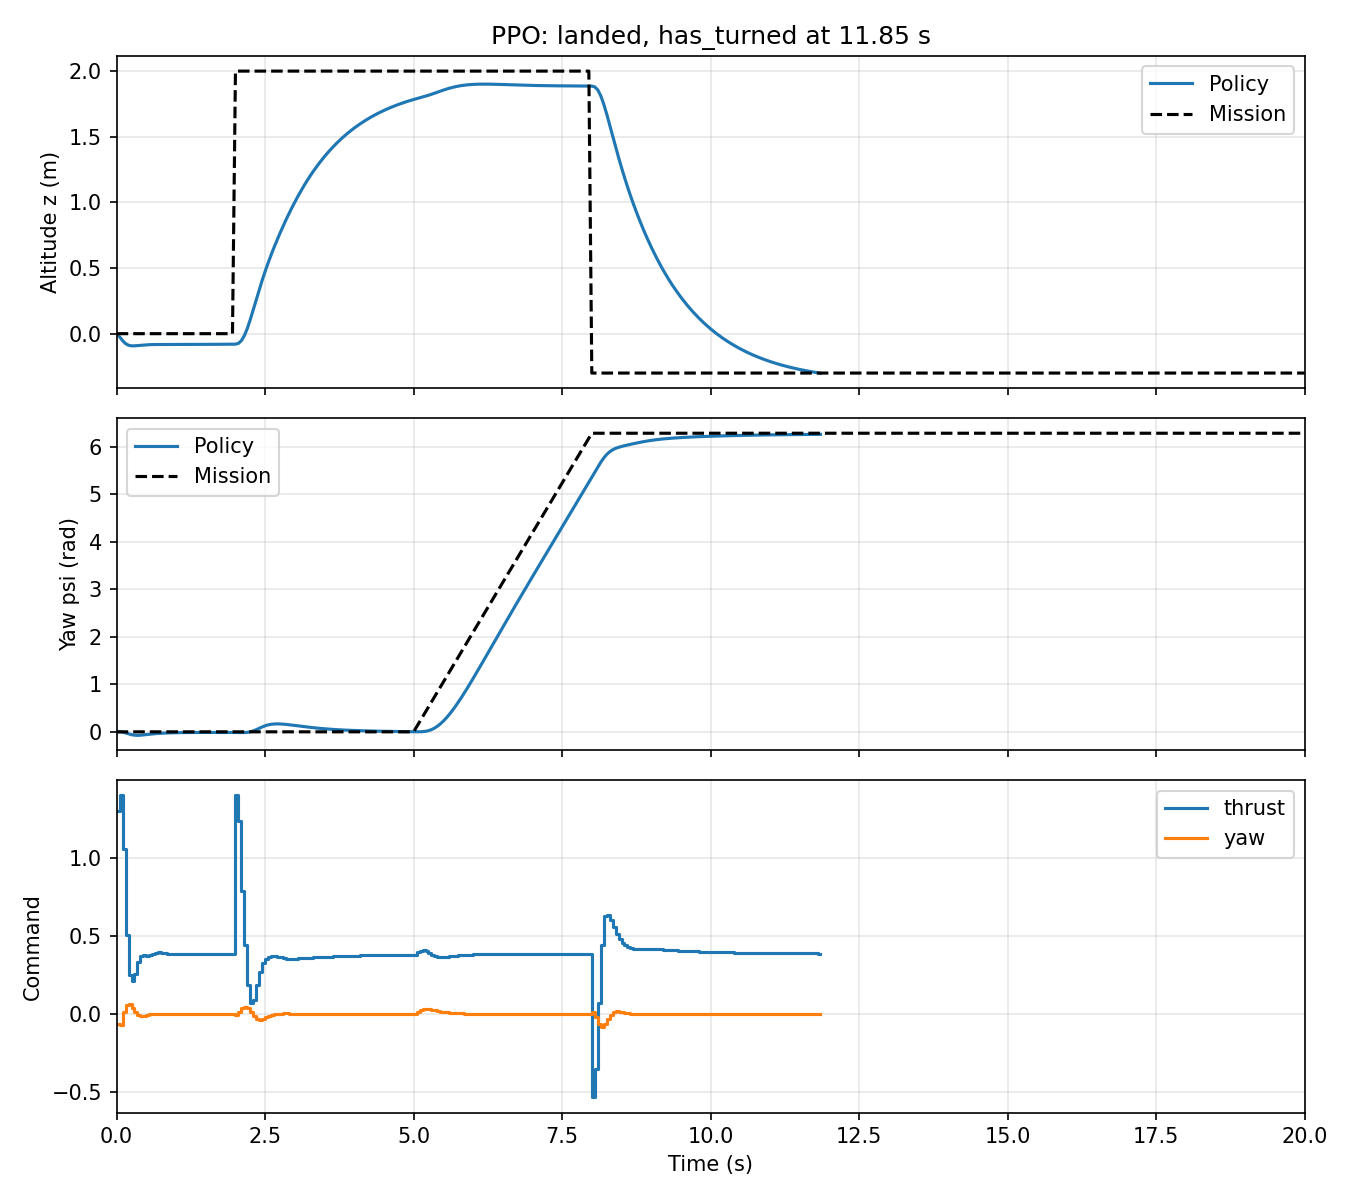 PPO: landed, has_turned at 11.85 s
2.0
1.5
1.0
0.5
0.0
Altitude z (m)
Policy
Mission
6
5
4
3
2
1
0
Yaw psi (rad)
Policy
Mission
1.0
0.5
0.0
−0.5
Command
thrust
yaw
0.0 2.5 5.0 7.5 10.0 12.5 15.0 17.5 20.0
Time (s)